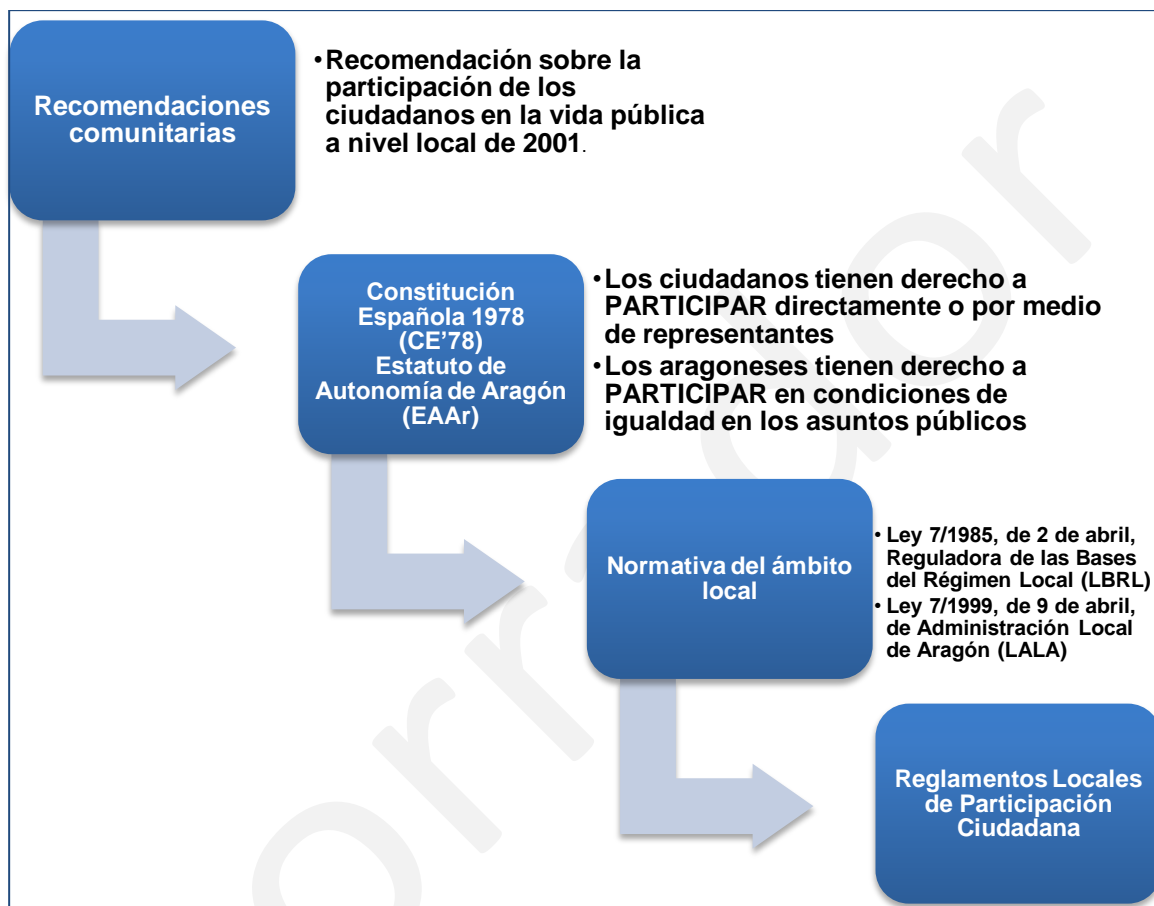 Recomendaciones
comunitarias
•Recomendación sobre la
participación de los
ciudadanos en la vida pública
a nivel local de 2001.
Constitución
Española 1978
(CE'78)
Estatuto de
Autonomía de Aragón
(EAAr)
•Los ciudadanos tienen derecho a
PARTICIPAR directamente o por medio
de representantes
•Los aragoneses tienen derecho a
PARTICIPAR en condiciones de
igualdad en los asuntos públicos
Normativa del ámbito
local
• Ley 7/1985, de 2 de abril,
Reguladora de las Bases
del Régimen Local (LBRL)
• Ley 7/1999, de 9 de abril,
de Administración Local
de Aragón (LALA)
Reglamentos Locales
de Participación
Ciudadana